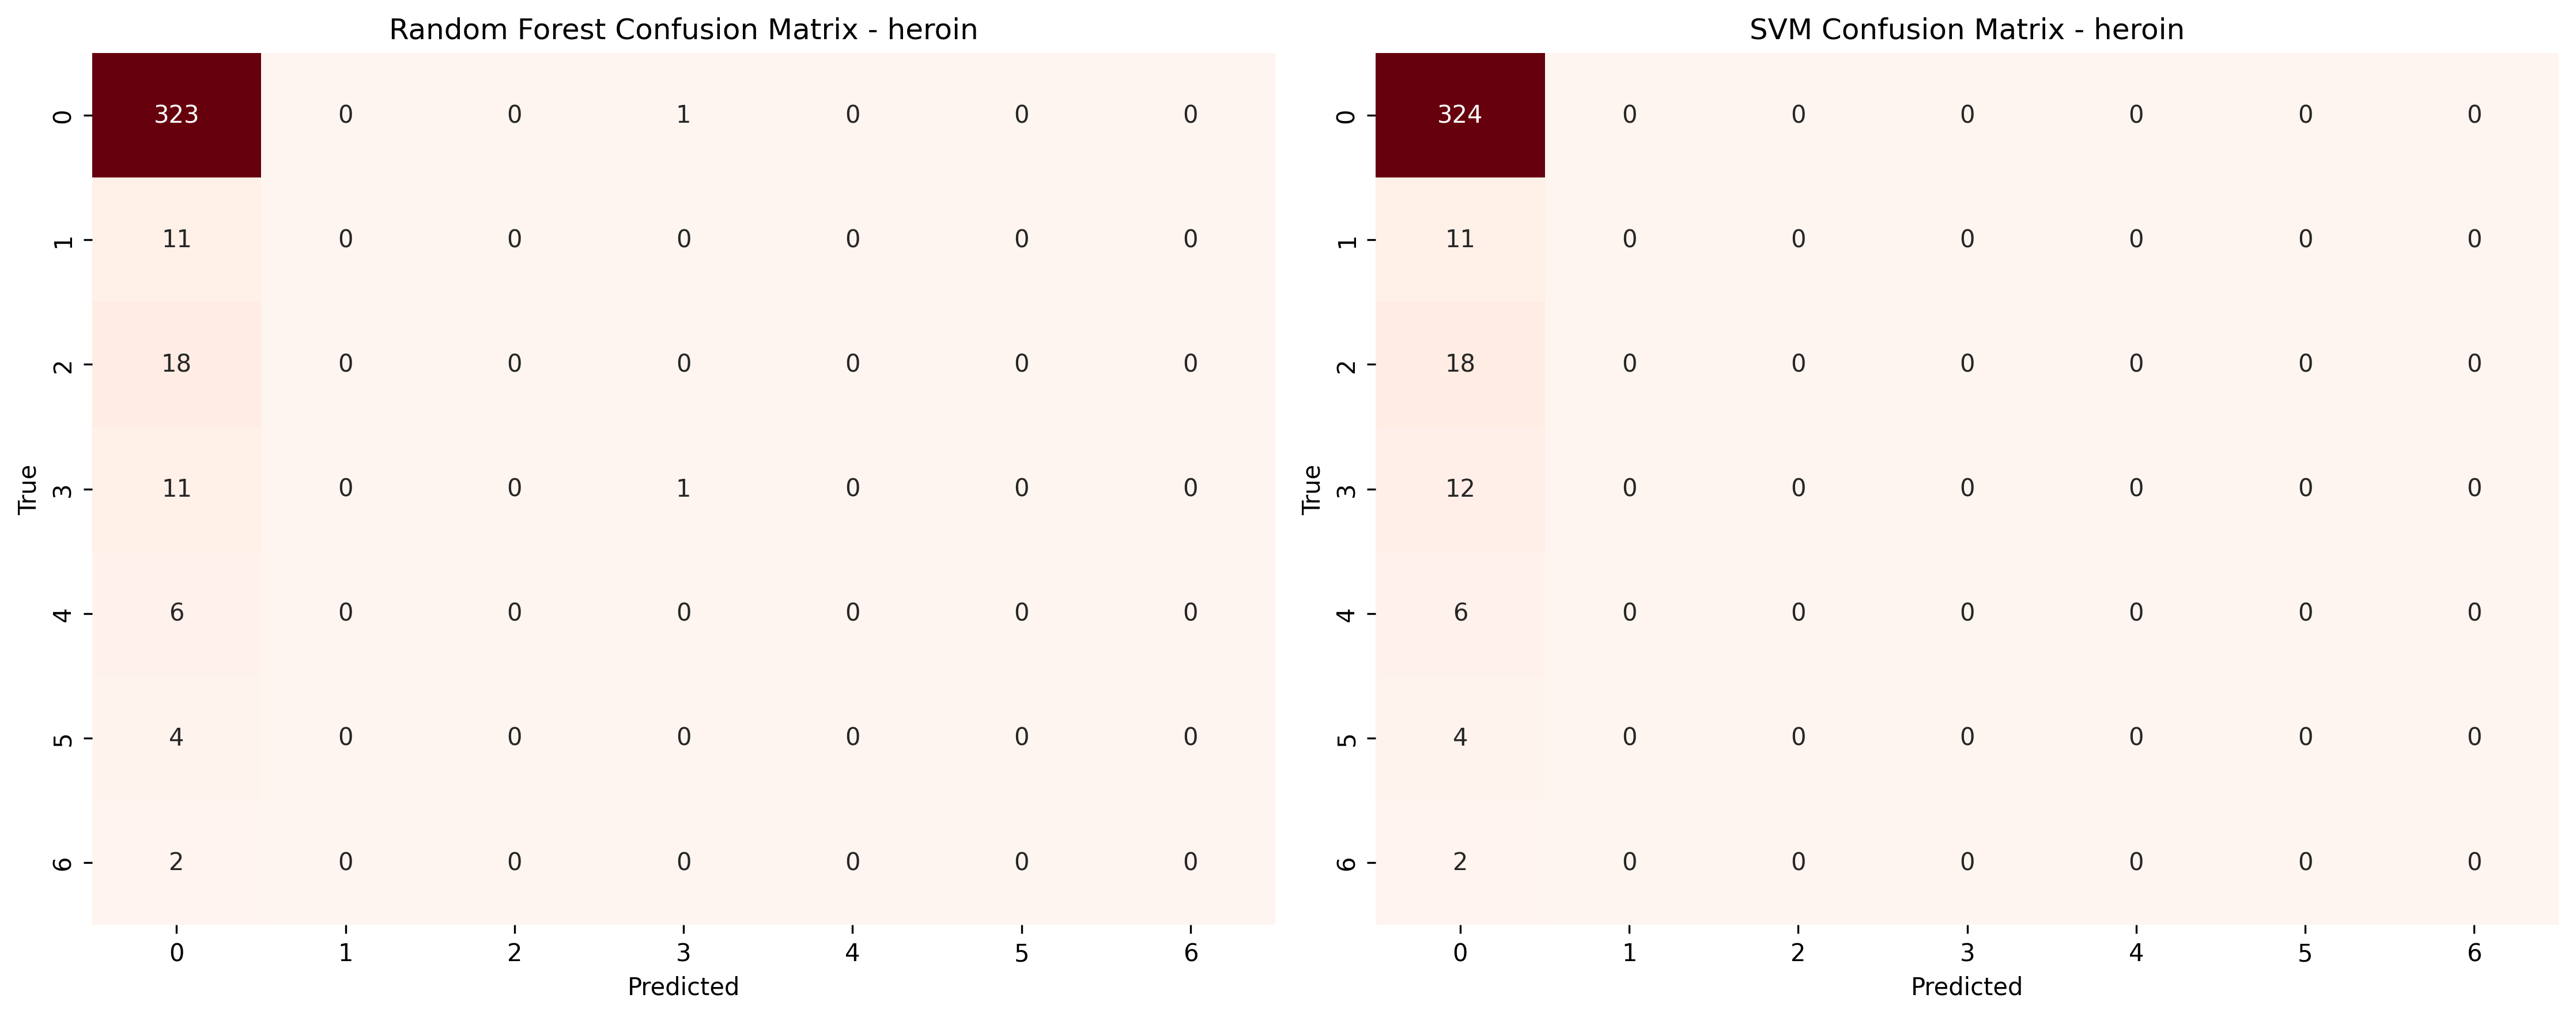 Random Forest Confusion Matrix - heroin
0 323 0 0 1 0 0 0
1 11 0 0 0 0 0 0
2 18 0 0 0 0 0 0
3 11 0 0 1 0 0 0
4 6 0 0 0 0 0 0
5 4 0 0 0 0 0 0
6 2 0 0 0 0 0 0
True
0 1 2 3 4 5 6
Predicted
SVM Confusion Matrix - heroin
0 324 0 0 0 0 0 0
1 11 0 0 0 0 0 0
2 18 0 0 0 0 0 0
3 12 0 0 0 0 0 0
4 6 0 0 0 0 0 0
5 4 0 0 0 0 0 0
6 2 0 0 0 0 0 0
True
0 1 2 3 4 5 6
Predicted